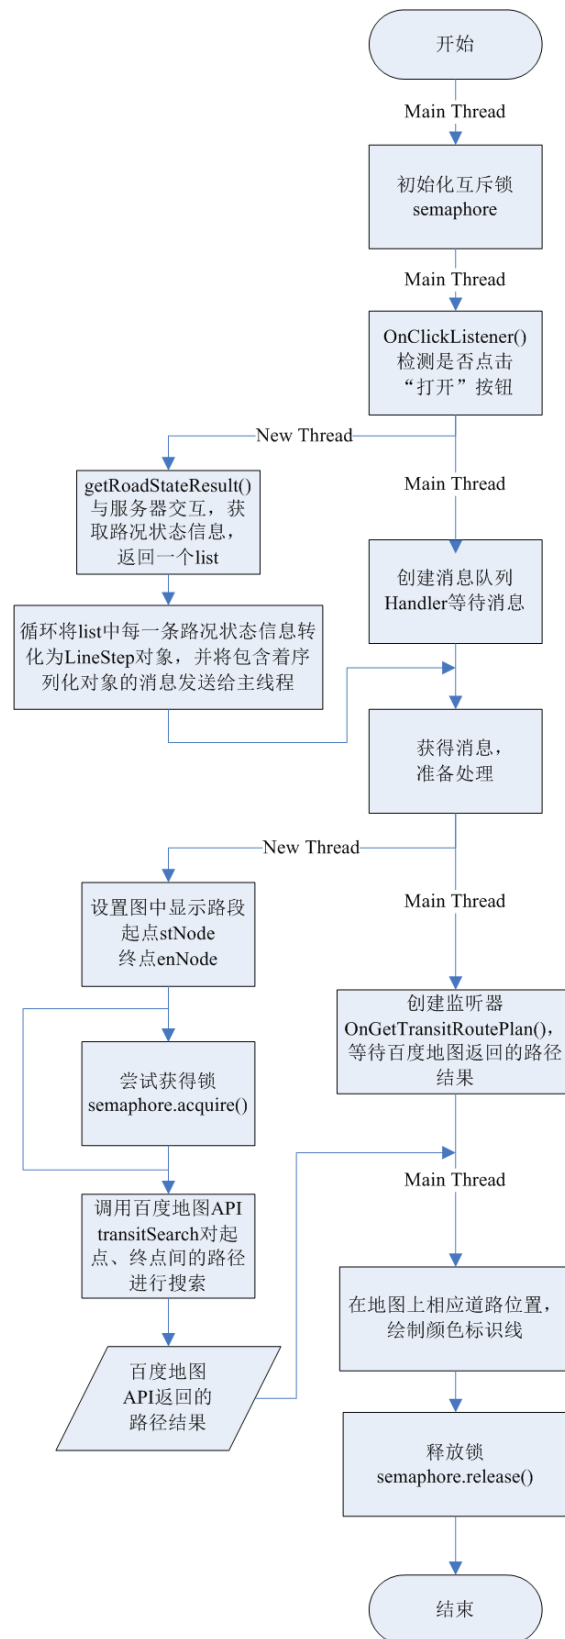 开始
Main Thread
初始化互斥锁
semaphore
Main Thread
OnClickListener()
检测是否点击
“打开”按钮
New Thread
Main Thread
getRoadStateResult()
与服务器交互，获
取路况状态信息，
返回一个list
创建消息队列
Handler等待消息
循环将list中每一条路况状态信息转
化为LineStep对象，并将包含着序
列化对象的消息发送给主线程
获得消息，
准备处理
New Thread
Main Thread
设置图中显示路段
起点stNode
终点enNode
创建监听器
OnGetTransitRoutePlan()，
等待百度地图返回的路径
结果
尝试获得锁
semaphore.acquire()
Main Thread
调用百度地图API
transitSearch对起
点、终点间的路径
进行搜索
在地图上相应道路位置，
绘制颜色标识线
百度地图
API返回的
路径结果
释放锁
semaphore.release()
结束